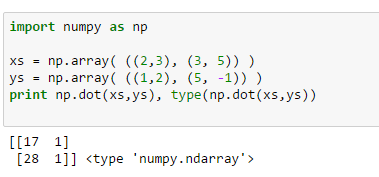 import numpy as np
xs = np.array( ((2,3), (3, 5)) )
ys = np.array( ((1,2), (5, -1)) )
print np.dot(xs,ys), type(np.dot(xs,ys))
[[17  1]
 [28  1]] <type 'numpy.ndarray'>